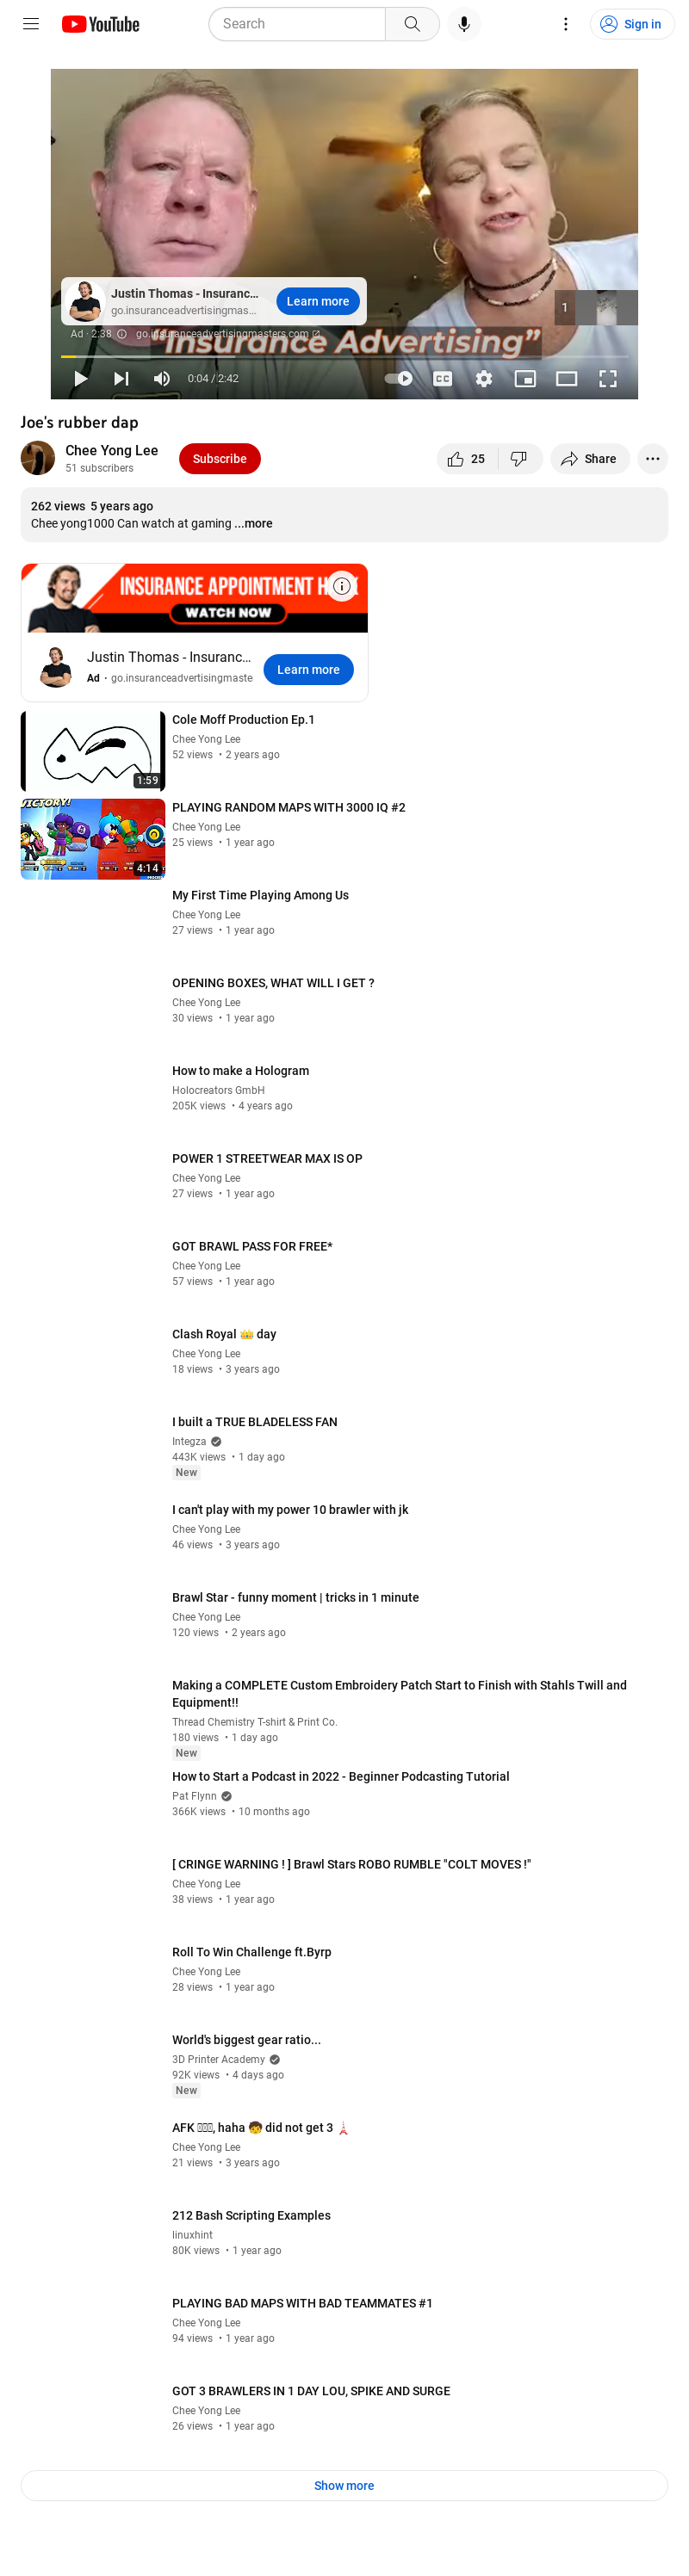 YouTube
Search
Sign in
Justin Thomas - Insuranc...
go.insuranceadvertisingmas...
Learn more
1
Ad · 2:38
go.insuranceadvertisingmasters.com
Insurance Advertising”
0:04 / 2:42
CC
Joe's rubber dap
Chee Yong Lee
51 subscribers
Subscribe
25
Share
262 views 5 years ago
Chee yong1000 Can watch at gaming ...more
INSURANCE APPOINTMENT
WATCH NOW
Justin Thomas - Insuranc...
Ad · go.insuranceadvertisingmaste
Learn more
Cole Moff Production Ep.1
Chee Yong Lee
52 views • 2 years ago
1:59
VICTORY!
PLAYING RANDOM MAPS WITH 3000 IQ #2
Chee Yong Lee
25 views • 1 year ago
4:14
My First Time Playing Among Us
Chee Yong Lee
27 views • 1 year ago
OPENING BOXES, WHAT WILL I GET ?
Chee Yong Lee
30 views • 1 year ago
How to make a Hologram
Holocreators GmbH
205K views • 4 years ago
POWER 1 STREETWEAR MAX IS OP
Chee Yong Lee
27 views • 1 year ago
GOT BRAWL PASS FOR FREE*
Chee Yong Lee
57 views • 1 year ago
Clash Royal 👑 day
Chee Yong Lee
18 views • 3 years ago
I built a TRUE BLADELESS FAN
Integza
443K views • 1 day ago
New
I can't play with my power 10 brawler with jk
Chee Yong Lee
46 views • 3 years ago
Brawl Star - funny moment | tricks in 1 minute
Chee Yong Lee
120 views • 2 years ago
Making a COMPLETE Custom Embroidery Patch Start to Finish with Stahls Twill and
Equipment!!
Thread Chemistry T-shirt & Print Co.
180 views • 1 day ago
New
How to Start a Podcast in 2022 - Beginner Podcasting Tutorial
Pat Flynn
366K views • 10 months ago
[ CRINGE WARNING ! ] Brawl Stars ROBO RUMBLE "COLT MOVES !"
Chee Yong Lee
38 views • 1 year ago
Roll To Win Challenge ft.Byrp
Chee Yong Lee
28 views • 1 year ago
World's biggest gear ratio...
3D Printer Academy
92K views • 4 days ago
New
AFK , haha 🧒 did not get 3 🗼
Chee Yong Lee
21 views • 3 years ago
212 Bash Scripting Examples
linuxhint
80K views • 1 year ago
PLAYING BAD MAPS WITH BAD TEAMMATES #1
Chee Yong Lee
94 views • 1 year ago
GOT 3 BRAWLERS IN 1 DAY LOU, SPIKE AND SURGE
Chee Yong Lee
26 views • 1 year ago
Show more